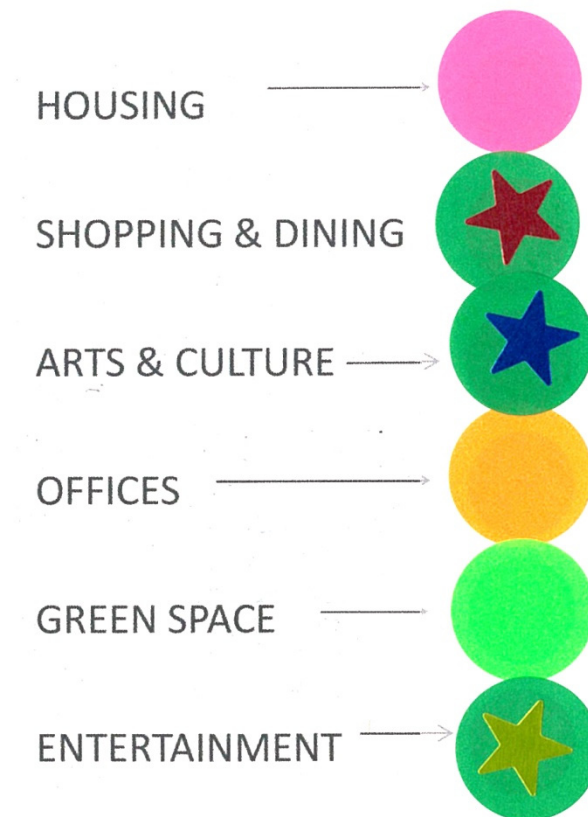 HOUSING
SHOPPING & DINING
ARTS & CULTURE
OFFICES
GREEN SPACE
ENTERTAINMENT